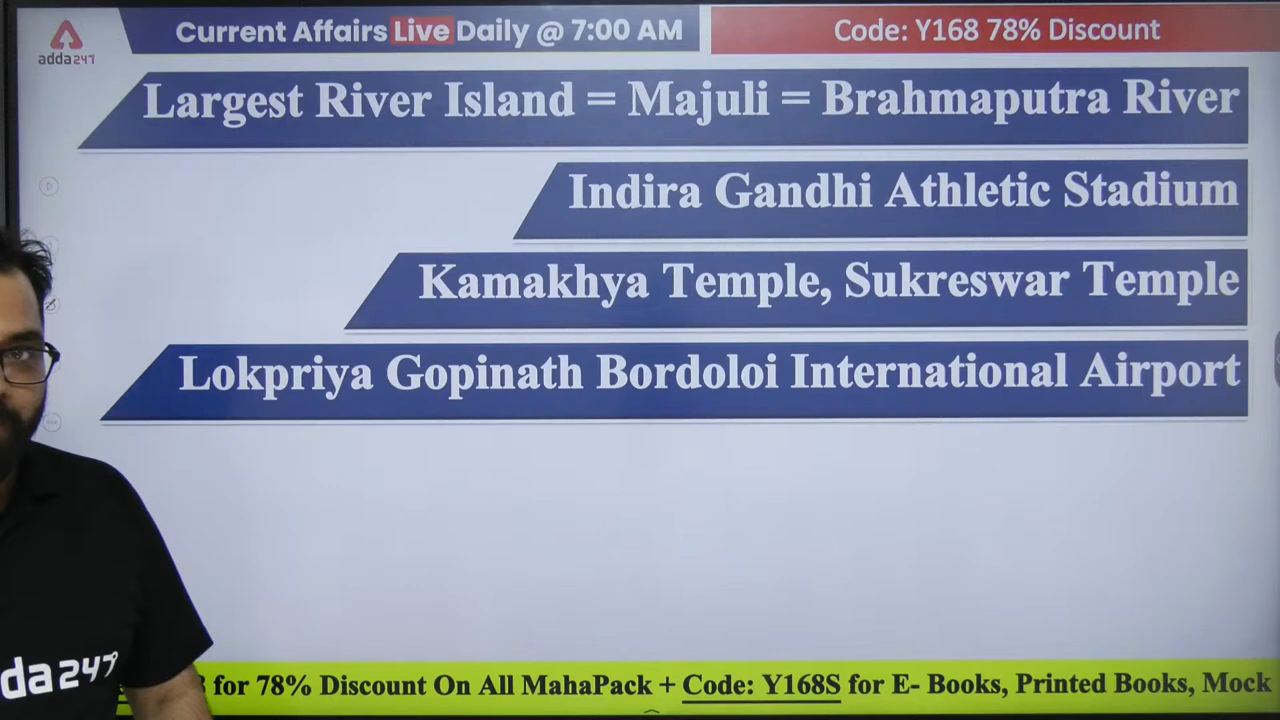 adda247
Current Affairs Live Daily @ 7:00 AM
Code: Y168 78% Discount
Largest River Island = Majuli = Brahmaputra River
Indira Gandhi Athletic Stadium
Kamakhya Temple, Sukreswar Temple
Lokpriya Gopinath Bordoloi International Airport
da247
for 78% Discount On All MahaPack + Code: Y168S for E- Books, Printed Books, Mock